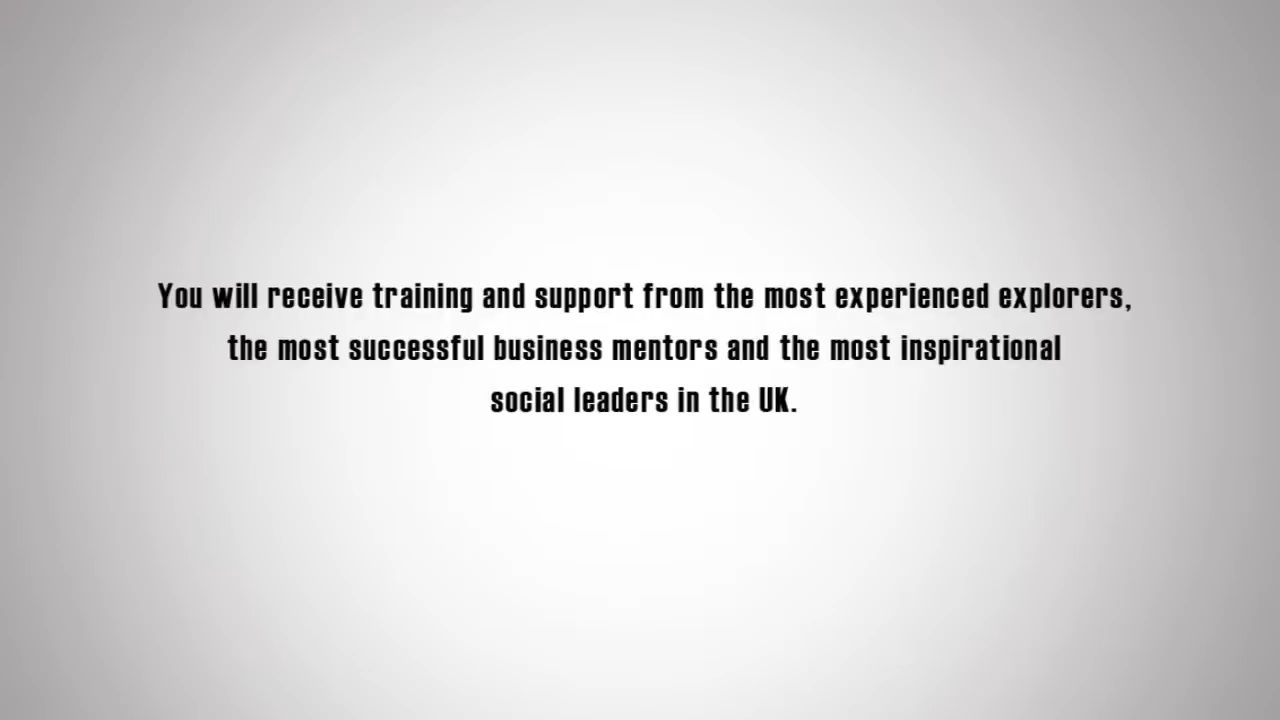 You will receive training and support from the most experienced explorers,
the most successful business mentors and the most inspirational
social leaders in the UK.